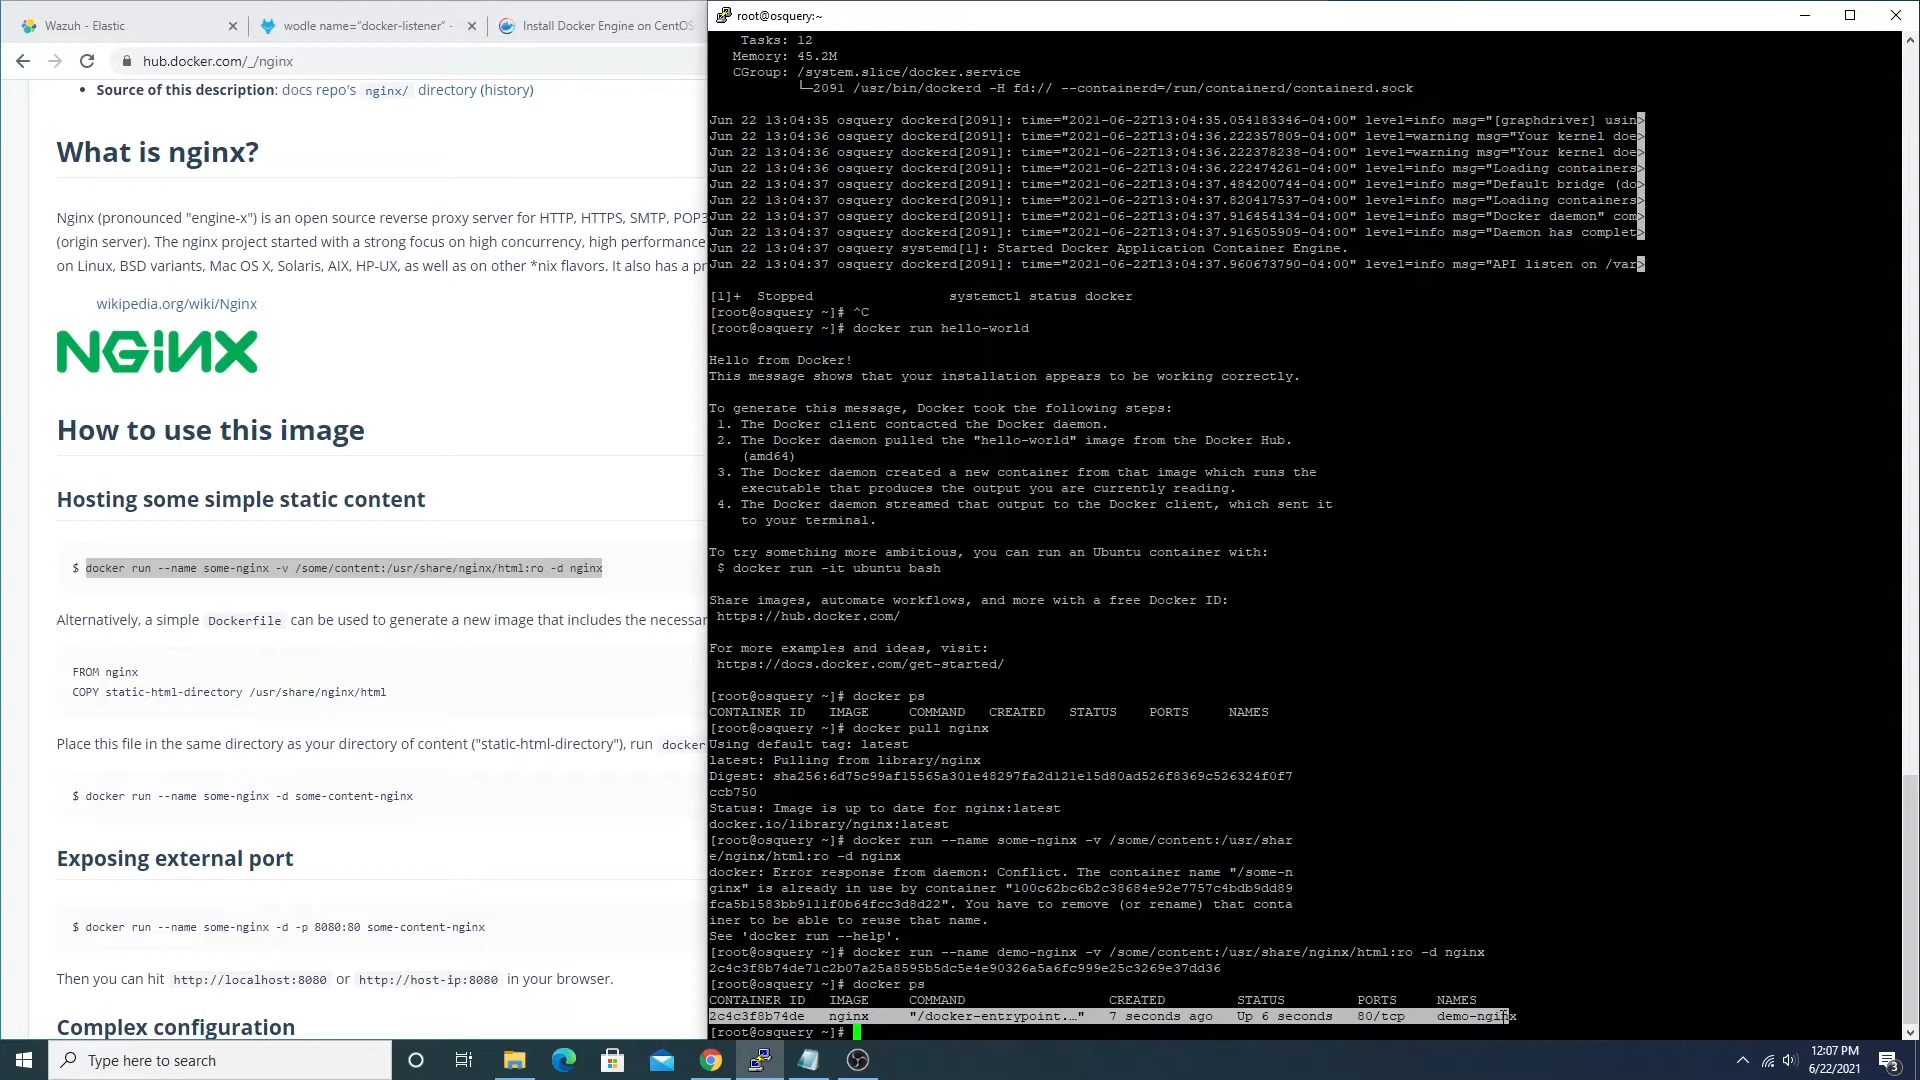 Wazuh - Elastic
wodle name="docker-listener" -
Install Docker Engine on CentOS
hub.docker.com/_/nginx
Source of this description: docs repo's nginx/ directory (history)
What is nginx?
Nginx (pronounced "engine-x") is an open source reverse proxy server for HTTP, HTTPS, SMTP, POP3
(origin server). The nginx project started with a strong focus on high concurrency, high performance
on Linux, BSD variants, Mac OS X, Solaris, AIX, HP-UX, as well as on other *nix flavors. It also has a pr
wikipedia.org/wiki/Nginx
NGINX
How to use this image
Hosting some simple static content
$ docker run --name some-nginx -v /some/content:/usr/share/nginx/html:ro -d nginx
Alternatively, a simple Dockerfile can be used to generate a new image that includes the necessar
FROM nginx
COPY static-html-directory /usr/share/nginx/html
Place this file in the same directory as your directory of content ("static-html-directory"), run docker
$ docker run --name some-nginx -d some-content-nginx
Exposing external port
$ docker run --name some-nginx -d -p 8080:80 some-content-nginx
Then you can hit http://localhost:8080 or http://host-ip:8080 in your browser.
Complex configuration
root@osquery:~
Tasks: 12
Memory: 45.2M
CGroup: /system.slice/docker.service
└─2091 /usr/bin/dockerd -H fd:// --containerd=/run/containerd/containerd.sock
Jun 22 13:04:35 osquery dockerd[2091]: time="2021-06-22T13:04:35.054183346-04:00" level=info msg="[graphdriver] usin>
Jun 22 13:04:36 osquery dockerd[2091]: time="2021-06-22T13:04:36.222357809-04:00" level=warning msg="Your kernel doe>
Jun 22 13:04:36 osquery dockerd[2091]: time="2021-06-22T13:04:36.222378238-04:00" level=warning msg="Your kernel doe>
Jun 22 13:04:36 osquery dockerd[2091]: time="2021-06-22T13:04:36.222474261-04:00" level=info msg="Loading containers>
Jun 22 13:04:37 osquery dockerd[2091]: time="2021-06-22T13:04:37.484200744-04:00" level=info msg="Default bridge (do>
Jun 22 13:04:37 osquery dockerd[2091]: time="2021-06-22T13:04:37.820417537-04:00" level=info msg="Loading containers>
Jun 22 13:04:37 osquery dockerd[2091]: time="2021-06-22T13:04:37.916454134-04:00" level=info msg="Docker daemon" com>
Jun 22 13:04:37 osquery dockerd[2091]: time="2021-06-22T13:04:37.916505909-04:00" level=info msg="Daemon has complet>
Jun 22 13:04:37 osquery systemd[1]: Started Docker Application Container Engine.
Jun 22 13:04:37 osquery dockerd[2091]: time="2021-06-22T13:04:37.960673790-04:00" level=info msg="API listen on /var>
[1]+  Stopped                 systemctl status docker
[root@osquery ~]# ^C
[root@osquery ~]# docker run hello-world
Hello from Docker!
This message shows that your installation appears to be working correctly.
To generate this message, Docker took the following steps:
1. The Docker client contacted the Docker daemon.
2. The Docker daemon pulled the "hello-world" image from the Docker Hub.
(amd64)
3. The Docker daemon created a new container from that image which runs the
executable that produces the output you are currently reading.
4. The Docker daemon streamed that output to the Docker client, which sent it
to your terminal.
To try something more ambitious, you can run an Ubuntu container with:
$ docker run -it ubuntu bash
Share images, automate workflows, and more with a free Docker ID:
https://hub.docker.com/
For more examples and ideas, visit:
https://docs.docker.com/get-started/
[root@osquery ~]# docker ps
CONTAINER ID   IMAGE     COMMAND   CREATED   STATUS    PORTS     NAMES
[root@osquery ~]# docker pull nginx
Using default tag: latest
latest: Pulling from library/nginx
Digest: sha256:6d75c99af15565a301e48297fa2d121e15d80ad526f8369c526324f0f7
ccb750
Status: Image is up to date for nginx:latest
docker.io/library/nginx:latest
[root@osquery ~]# docker run --name some-nginx -v /some/content:/usr/shar
e/nginx/html:ro -d nginx
docker: Error response from daemon: Conflict. The container name "/some-n
ginx" is already in use by container "100c62bc6b2c38684e92e7757c4bdb9dd89
fca5b1583bb9111f0b64fcc3d8d22". You have to remove (or rename) that conta
iner to be able to reuse that name.
See 'docker run --help'.
[root@osquery ~]# docker run --name demo-nginx -v /some/content:/usr/share/nginx/html:ro -d nginx
2c4c3f8b74de71c2b07a25a8595b5dc5e4e90326a5a6fc999e25c3269e37dd36
[root@osquery ~]# docker ps
CONTAINER ID   IMAGE     COMMAND                  CREATED         STATUS         PORTS     NAMES
2c4c3f8b74de   nginx     "/docker-entrypoint.…"   7 seconds ago   Up 6 seconds   80/tcp    demo-nginx
[root@osquery ~]#
Type here to search
12:07 PM
6/22/2021
3